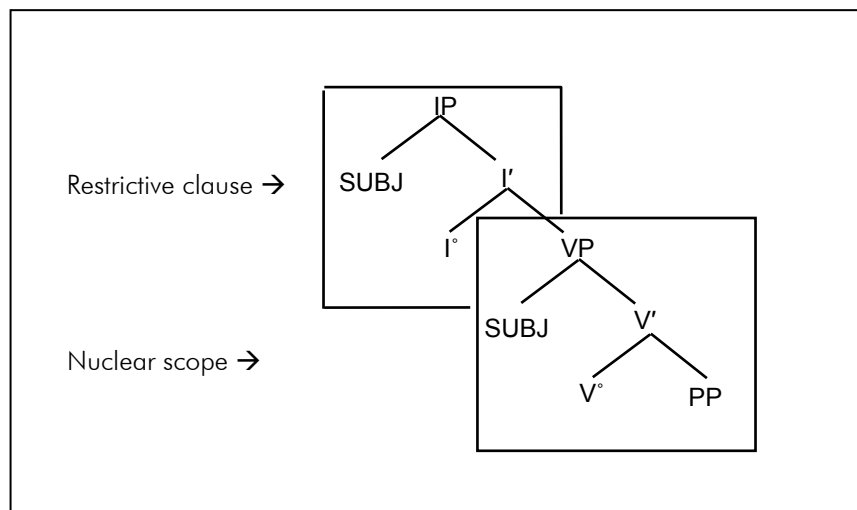 IP
Restrictive clause → SUBJ I′
I° VP
SUBJ V′
Nuclear scope →
V° PP